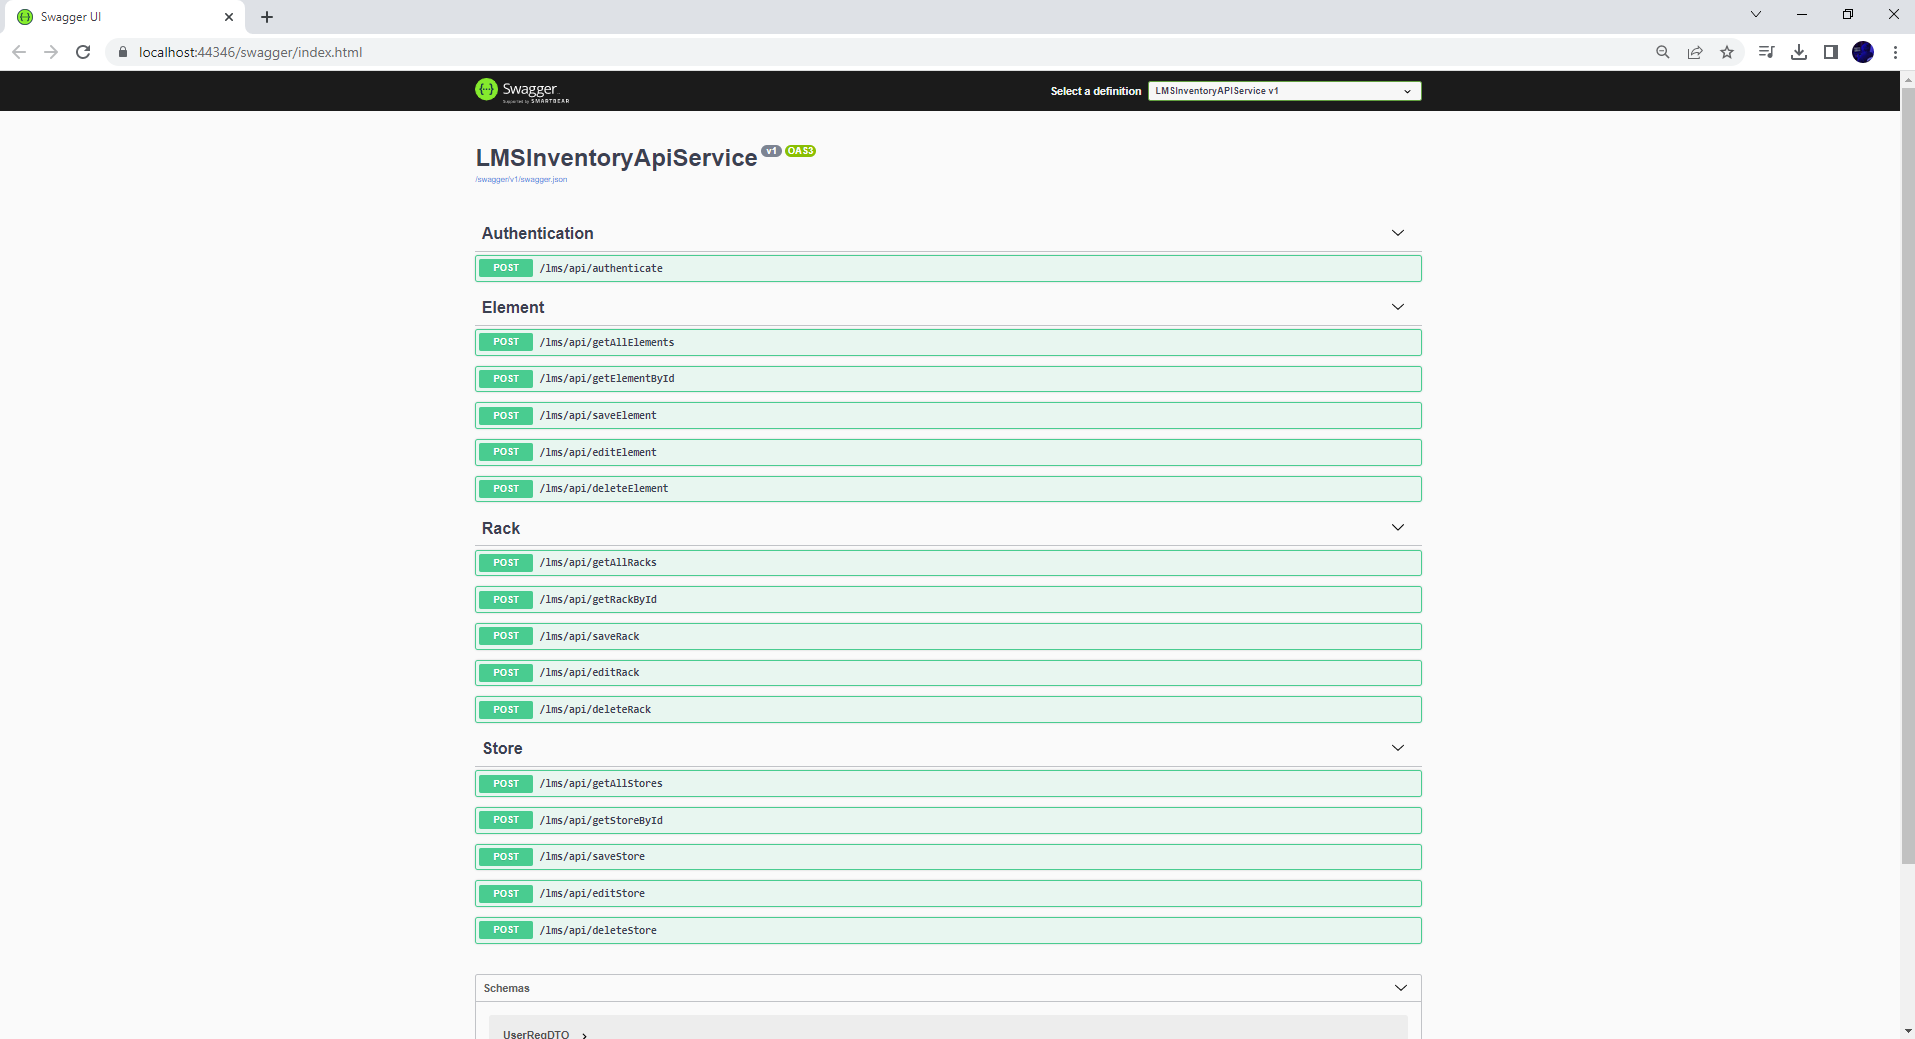 Swagger UI
localhost:44346/swagger/index.html
Swagger
Supported by SMARTBEAR
Select a definition
LMSInventoryAPIService v1
LMSInventoryApiService v1 OAS3
/swagger/v1/swagger.json
Authentication
POST /lms/api/authenticate
Element
POST /lms/api/getAllElements
POST /lms/api/getElementById
POST /lms/api/saveElement
POST /lms/api/editElement
POST /lms/api/deleteElement
Rack
POST /lms/api/getAllRacks
POST /lms/api/getRackById
POST /lms/api/saveRack
POST /lms/api/editRack
POST /lms/api/deleteRack
Store
POST /lms/api/getAllStores
POST /lms/api/getStoreById
POST /lms/api/saveStore
POST /lms/api/editStore
POST /lms/api/deleteStore
Schemas
UserReqDTO